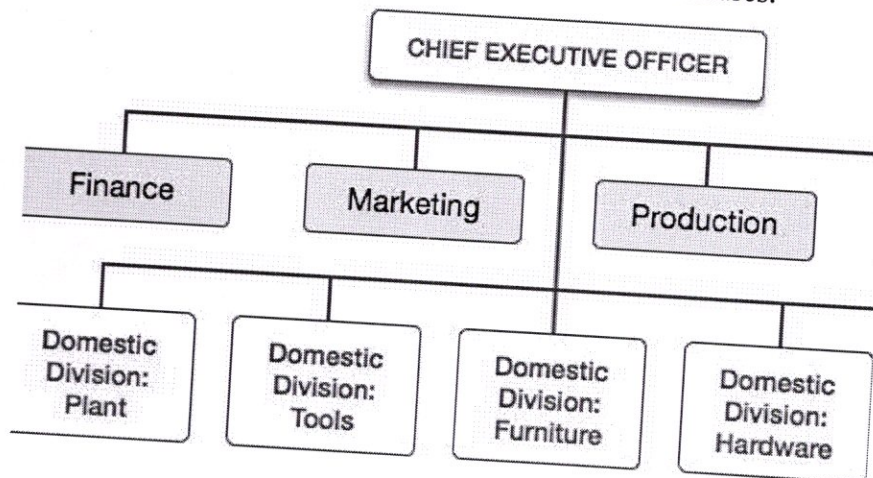 CHIEF EXECUTIVE OFFICER
Finance
Marketing
Production
Domestic
Division:
Plant
Domestic
Division:
Tools
Domestic
Division:
Furniture
Domestic
Division:
Hardware